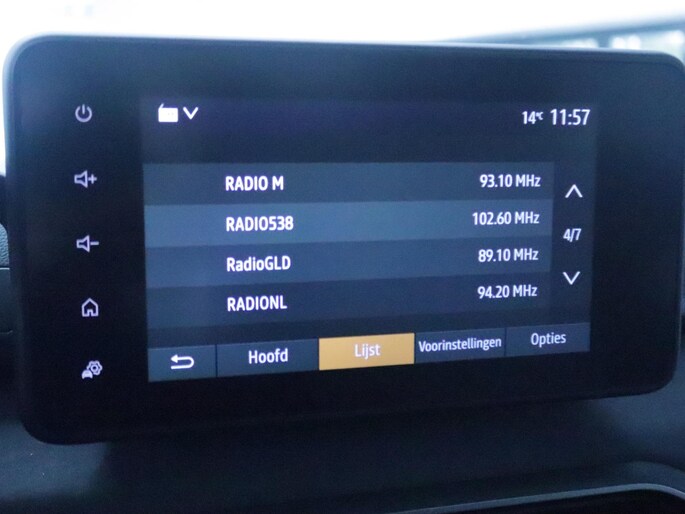 14°C 11:57
RADIO M 93.10 MHz
RADIO538 102.60 MHz
4/7
RadioGLD 89.10 MHz
RADIONL 94.20 MHz
Hoofd Lijst Voorinstellingen Opties